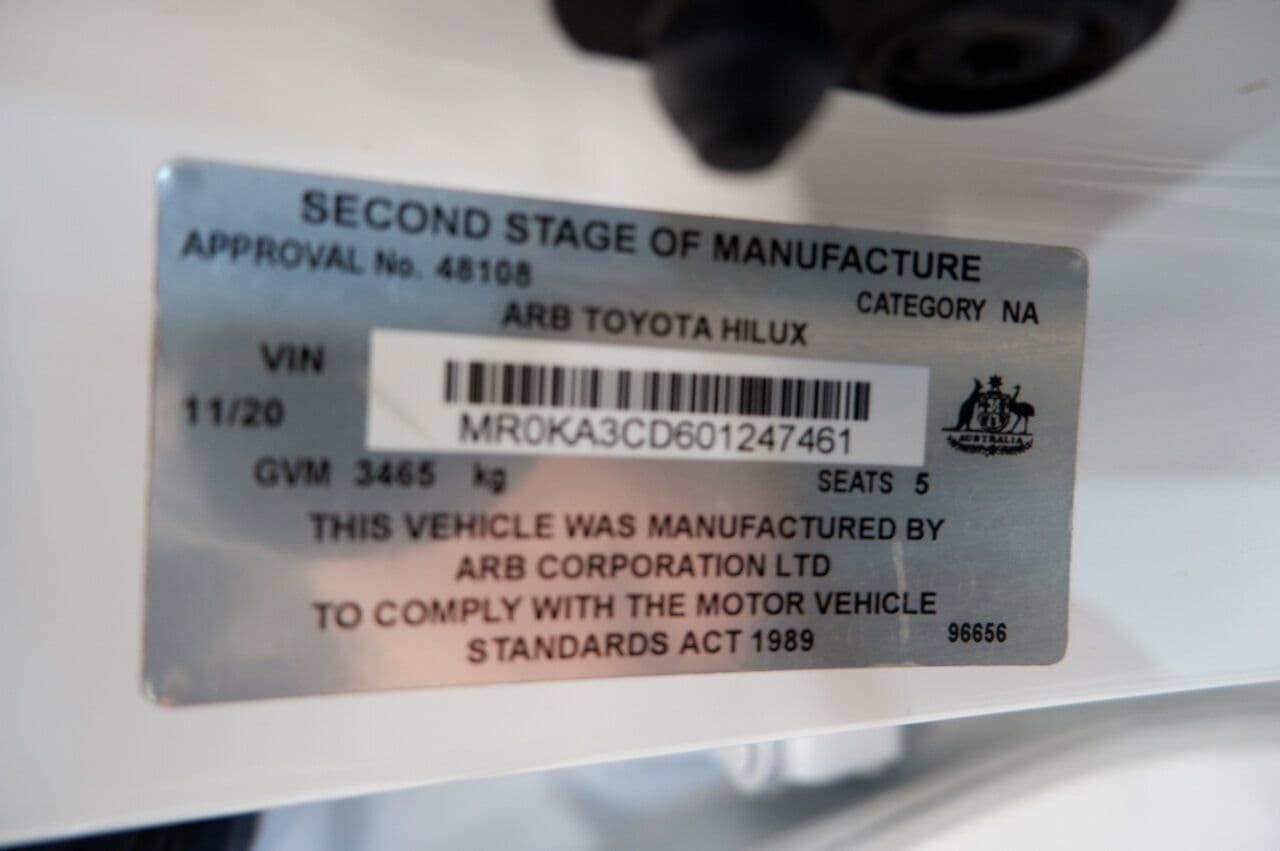 SECOND STAGE OF MANUFACTURE
APPROVAL No. 48108
CATEGORY NA
ARB TOYOTA HILUX
VIN
11/20
MR0KA3CD601247461
AUSTRALIA
GVM 3465 kg
SEATS 5
THIS VEHICLE WAS MANUFACTURED BY
ARB CORPORATION LTD
TO COMPLY WITH THE MOTOR VEHICLE
STANDARDS ACT 1989
96656